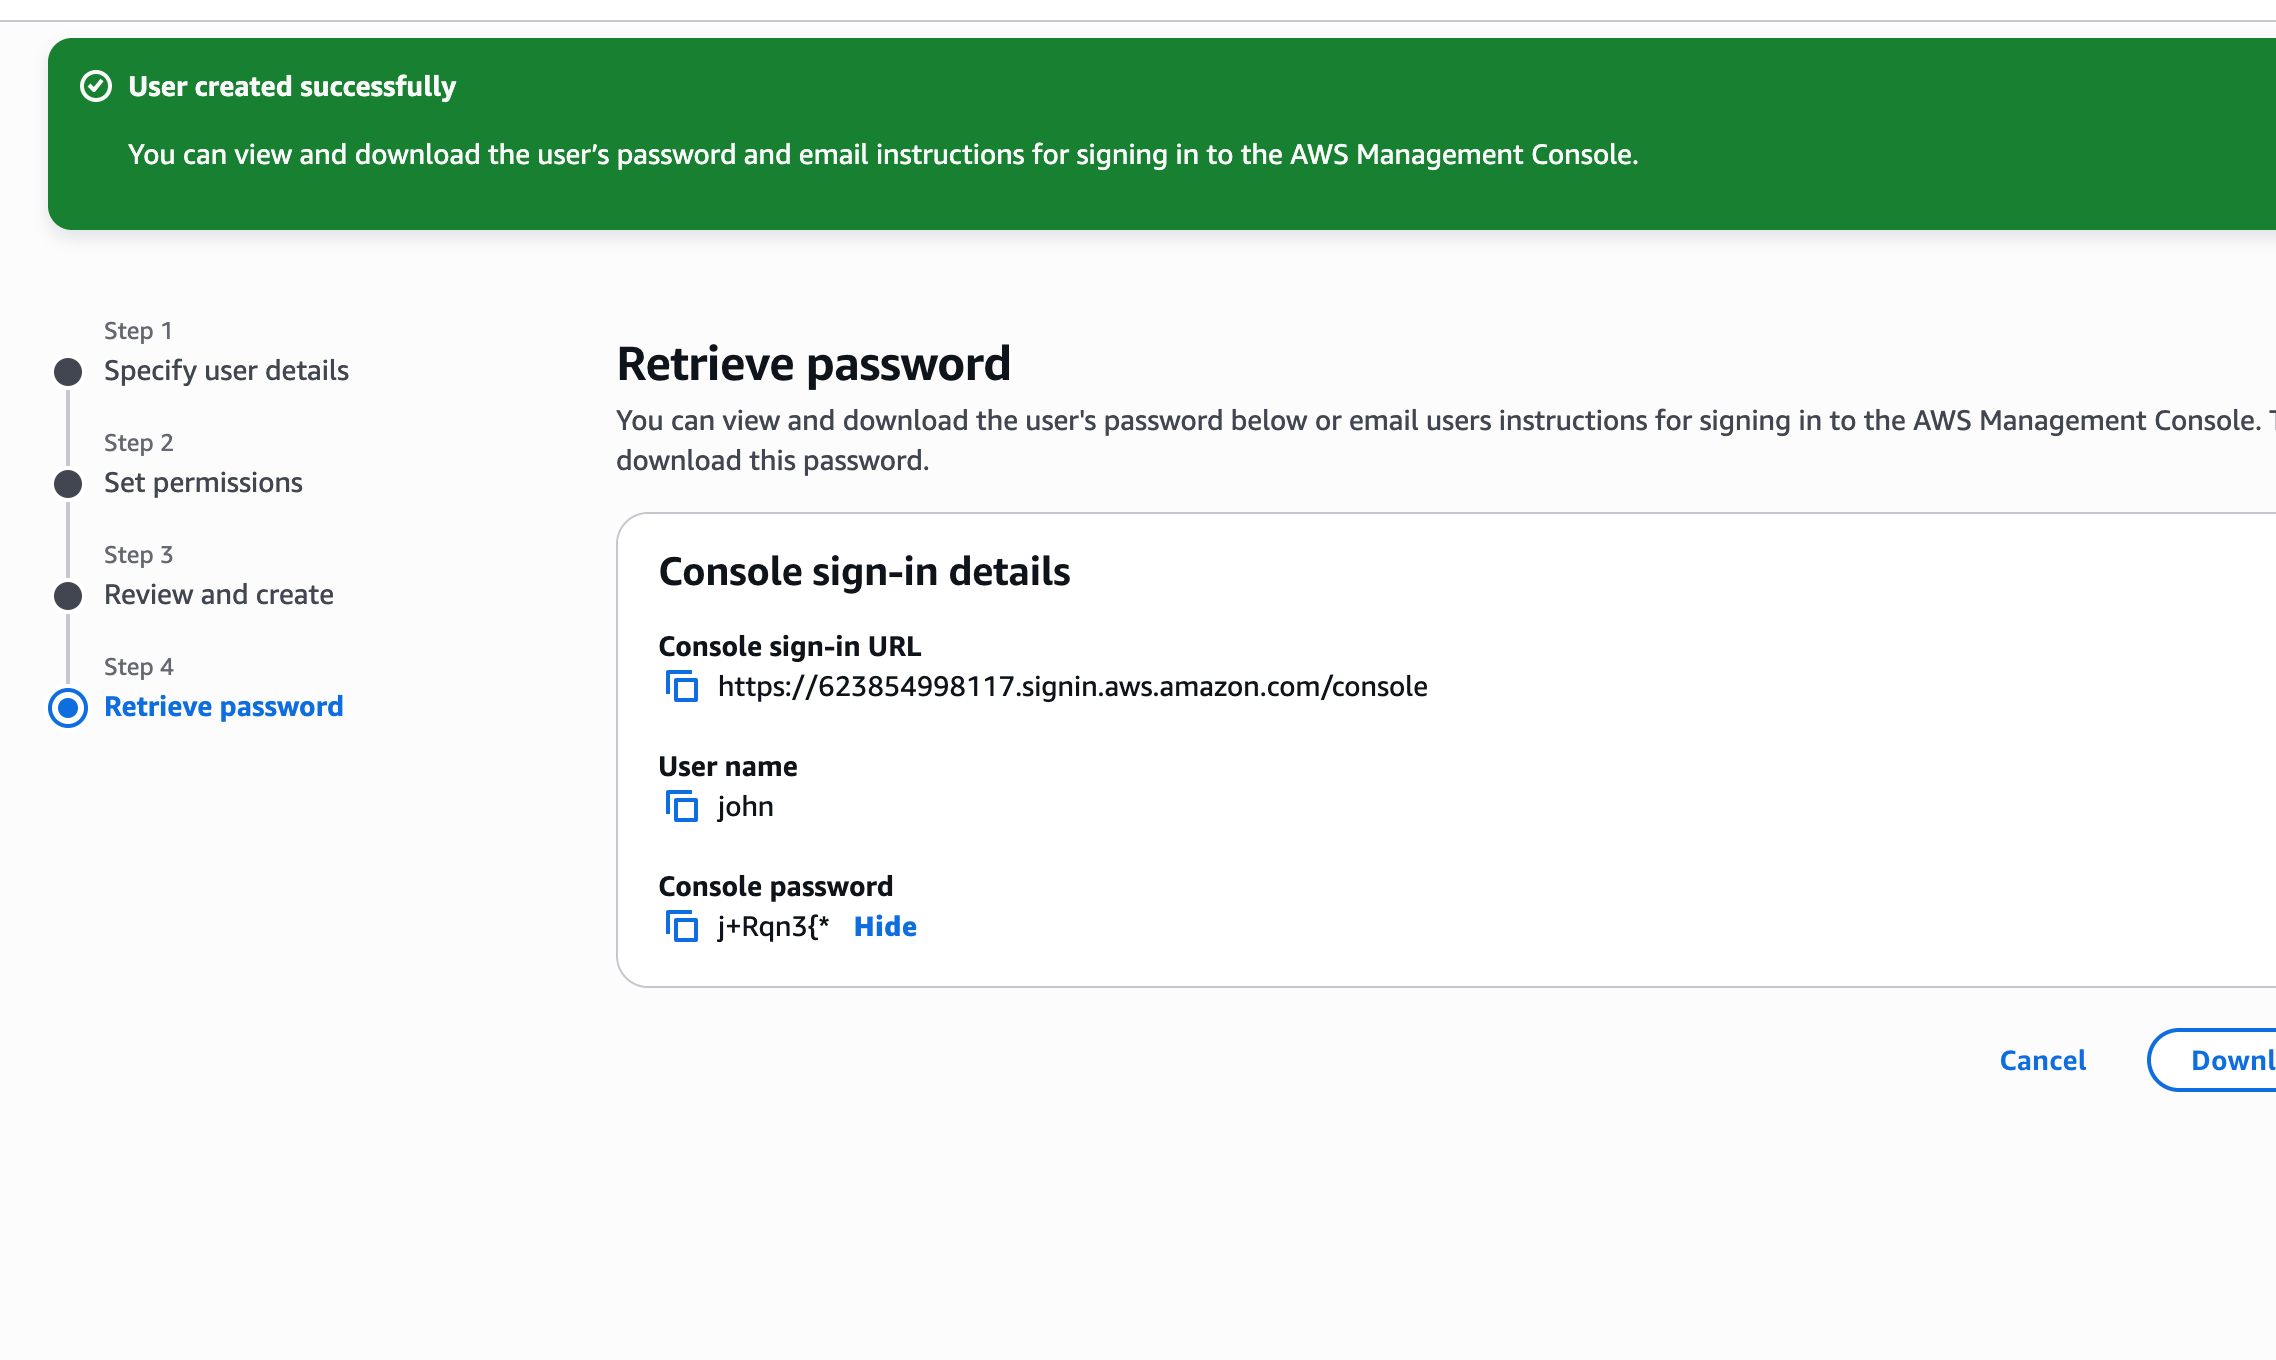 User created successfully
You can view and download the user’s password and email instructions for signing in to the AWS Management Console.
Step 1
Specify user details
Step 2
Set permissions
Step 3
Review and create
Step 4
Retrieve password
Retrieve password
You can view and download the user's password below or email users instructions for signing in to the AWS Management Console.
download this password.
Console sign-in details
Console sign-in URL
https://623854998117.signin.aws.amazon.com/console
User name
john
Console password
j+Rqn3{* Hide
Cancel
Downl